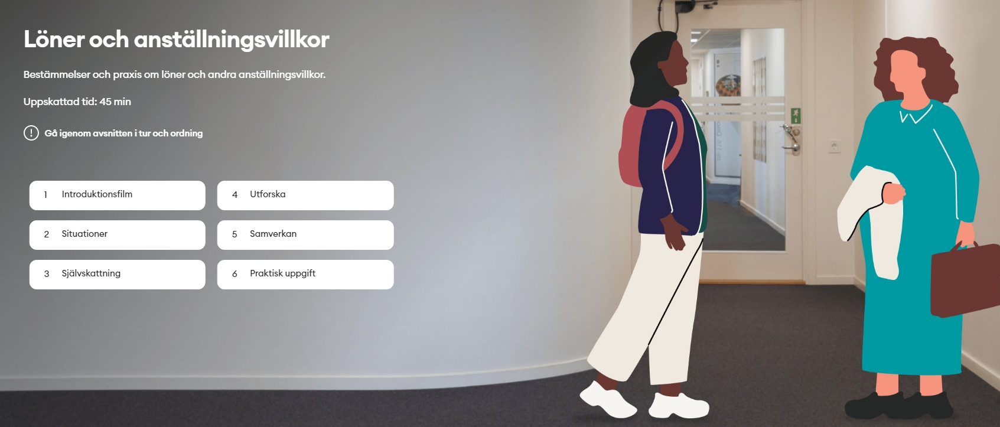 Löner och anställningsvillkor
Bestämmelser och praxis om löner och andra anställningsvillkor.
Uppskattad tid: 45 min
! Gå igenom avsnitten i tur och ordning
1 Introduktionsfilm
2 Situationer
3 Självskattning
4 Utforska
5 Samverkan
6 Praktisk uppgift